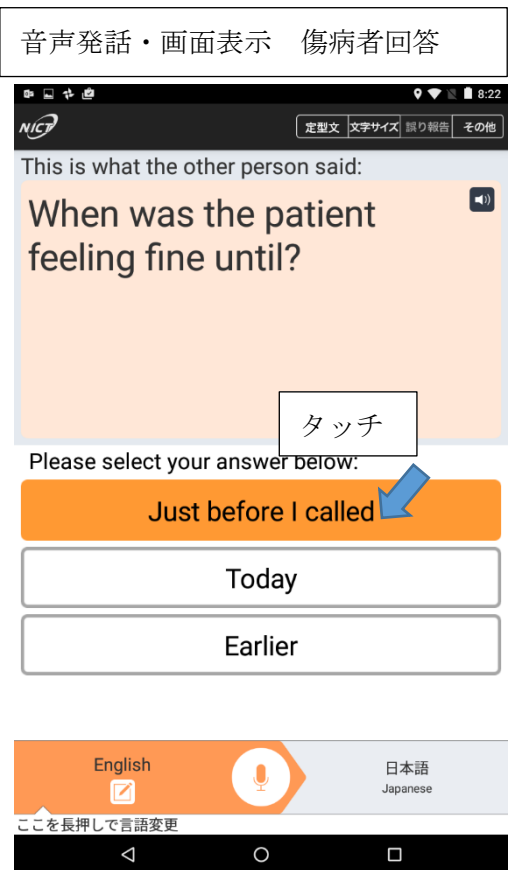 音声発話・画面表示　傷病者回答
8:22
NICT
定型文 文字サイズ 誤り報告 その他
This is what the other person said:
When was the patient
feeling fine until?
タッチ
Please select your answer below:
Just before I called
Today
Earlier
English
日本語
Japanese
ここを長押しで言語変更